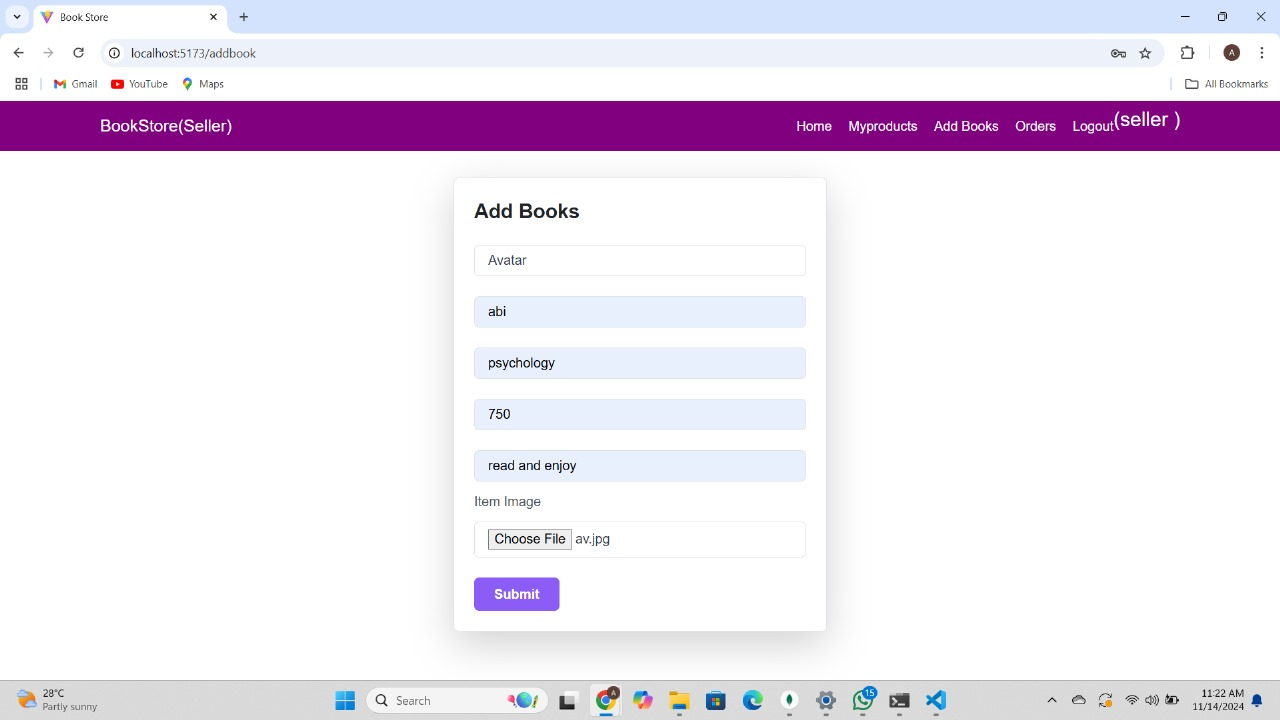 Book Store
localhost:5173/addbook
A
Gmail YouTube Maps All Bookmarks
BookStore(Seller) Home Myproducts Add Books Orders Logout(seller )
Add Books
Avatar
abi
psychology
750
read and enjoy
Item Image
Choose File av.jpg
Submit
28°C
Partly sunny
Search
A
15
11:22 AM
11/14/2024